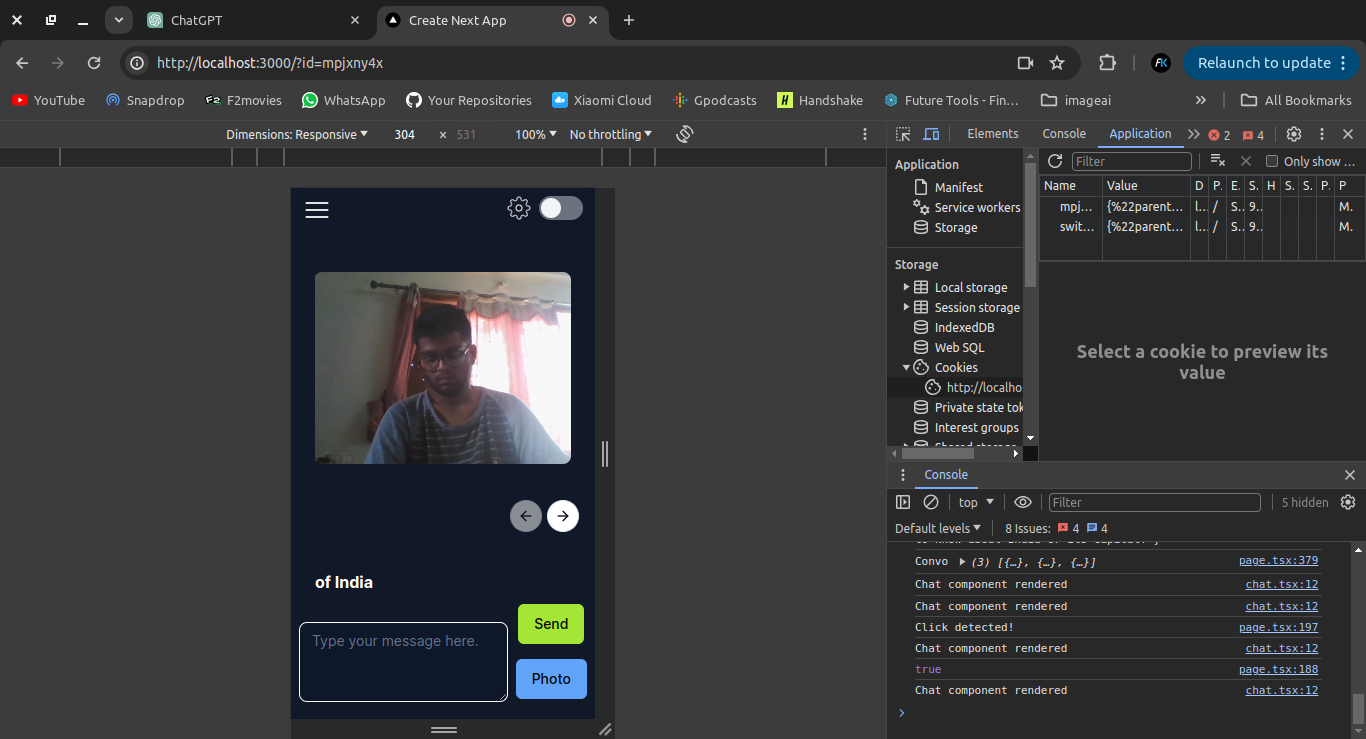 ChatGPT
Create Next App
http://localhost:3000/?id=mpjxny4x
Relaunch to update
YouTube
Snapdrop
F2movies
WhatsApp
Your Repositories
Xiaomi Cloud
Gpodcasts
Handshake
Future Tools - Fin…
imageai
All Bookmarks
Dimensions: Responsive 304 × 531 100% No throttling
Elements Console Application 2 4
Application
Manifest
Service workers
Storage
Storage
Local storage
Session storage
IndexedDB
Web SQL
Cookies
http://localho
Private state tok
Interest groups
Filter
Only show …
Name Value D P. E. S. H S. S. P. P
mpj… {%22parent… l… / S.. 9.. M.
swit… {%22parent… l… / S.. 9.. M.
Select a cookie to preview its
value
of India
Send
Type your message here.
Photo
Console
top Filter 5 hidden
Default levels 8 Issues: 4 4
Convo (3) [{…}, {…}, {…}] page.tsx:379
Chat component rendered chat.tsx:12
Chat component rendered chat.tsx:12
Click detected! page.tsx:197
Chat component rendered chat.tsx:12
true page.tsx:188
Chat component rendered chat.tsx:12